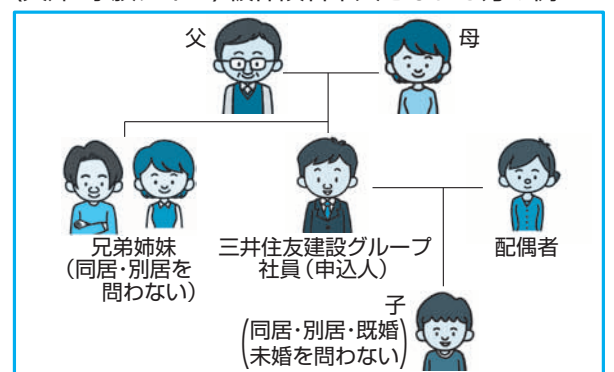 父
母
兄弟姉妹
(同居・別居を
問わない)
三井住友建設グループ
社員(申込人)
配偶者
子
(同居・別居・既婚
未婚を問わない)